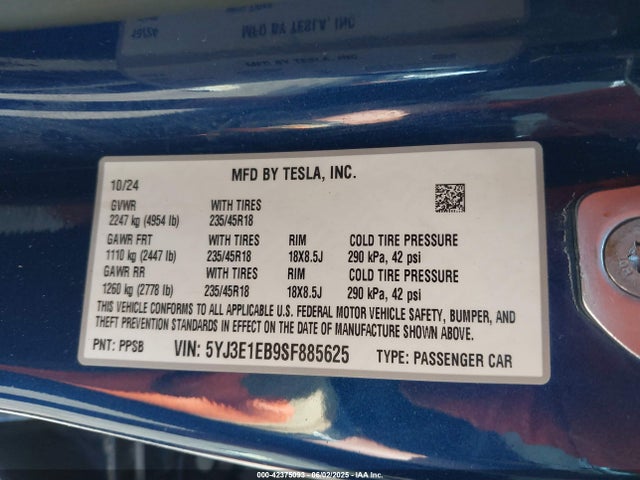 MFD BY TESLA, INC
10/24
MFD BY TESLA, INC.
GVWR WITH TIRES
2247 kg (4954 lb) 235/45R18
GAWR FRT WITH TIRES RIM COLD TIRE PRESSURE
1110 kg (2447 lb) 235/45R18 18X8.5J 290 kPa, 42 psi
GAWR RR WITH TIRES RIM COLD TIRE PRESSURE
1260 kg (2778 lb) 235/45R18 18X8.5J 290 kPa, 42 psi
THIS VEHICLE CONFORMS TO ALL APPLICABLE U.S. FEDERAL MOTOR VEHICLE SAFETY, BUMPER, AND
THEFT PREVENTION STANDARDS IN EFFECT ON THE DATE OF MANUFACTURE SHOWN ABOVE.
PNT: PPSB VIN: 5YJ3E1EB9SF885625 TYPE: PASSENGER CAR
000-42375093 - 06/02/2025 - IAA Inc.